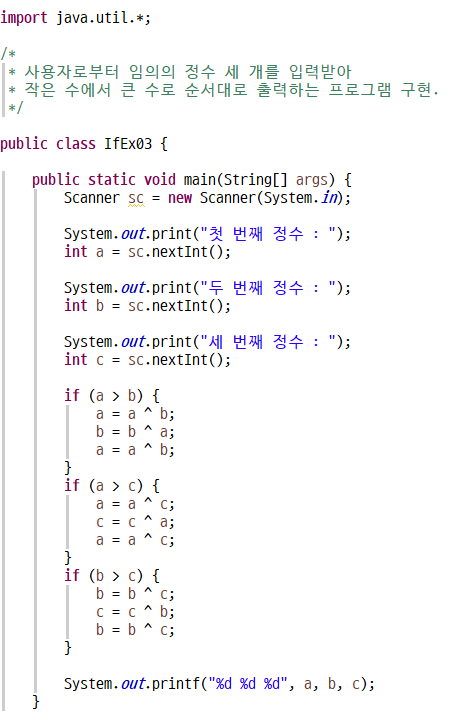 import java.util.*;
/*
* 사용자로부터 임의의 정수 세 개를 입력받아
* 작은 수에서 큰 수로 순서대로 출력하는 프로그램 구현.
*/
public class IfEx03 {
public static void main(String[] args) {
Scanner sc = new Scanner(System.in);
System.out.print("첫 번째 정수 : ");
int a = sc.nextInt();
System.out.print("두 번째 정수 : ");
int b = sc.nextInt();
System.out.print("세 번째 정수 : ");
int c = sc.nextInt();
if (a > b) {
a = a ^ b;
b = b ^ a;
a = a ^ b;
}
if (a > c) {
a = a ^ c;
c = c ^ a;
a = a ^ c;
}
if (b > c) {
b = b ^ c;
c = c ^ b;
b = b ^ c;
}
System.out.printf("%d %d %d", a, b, c);
}